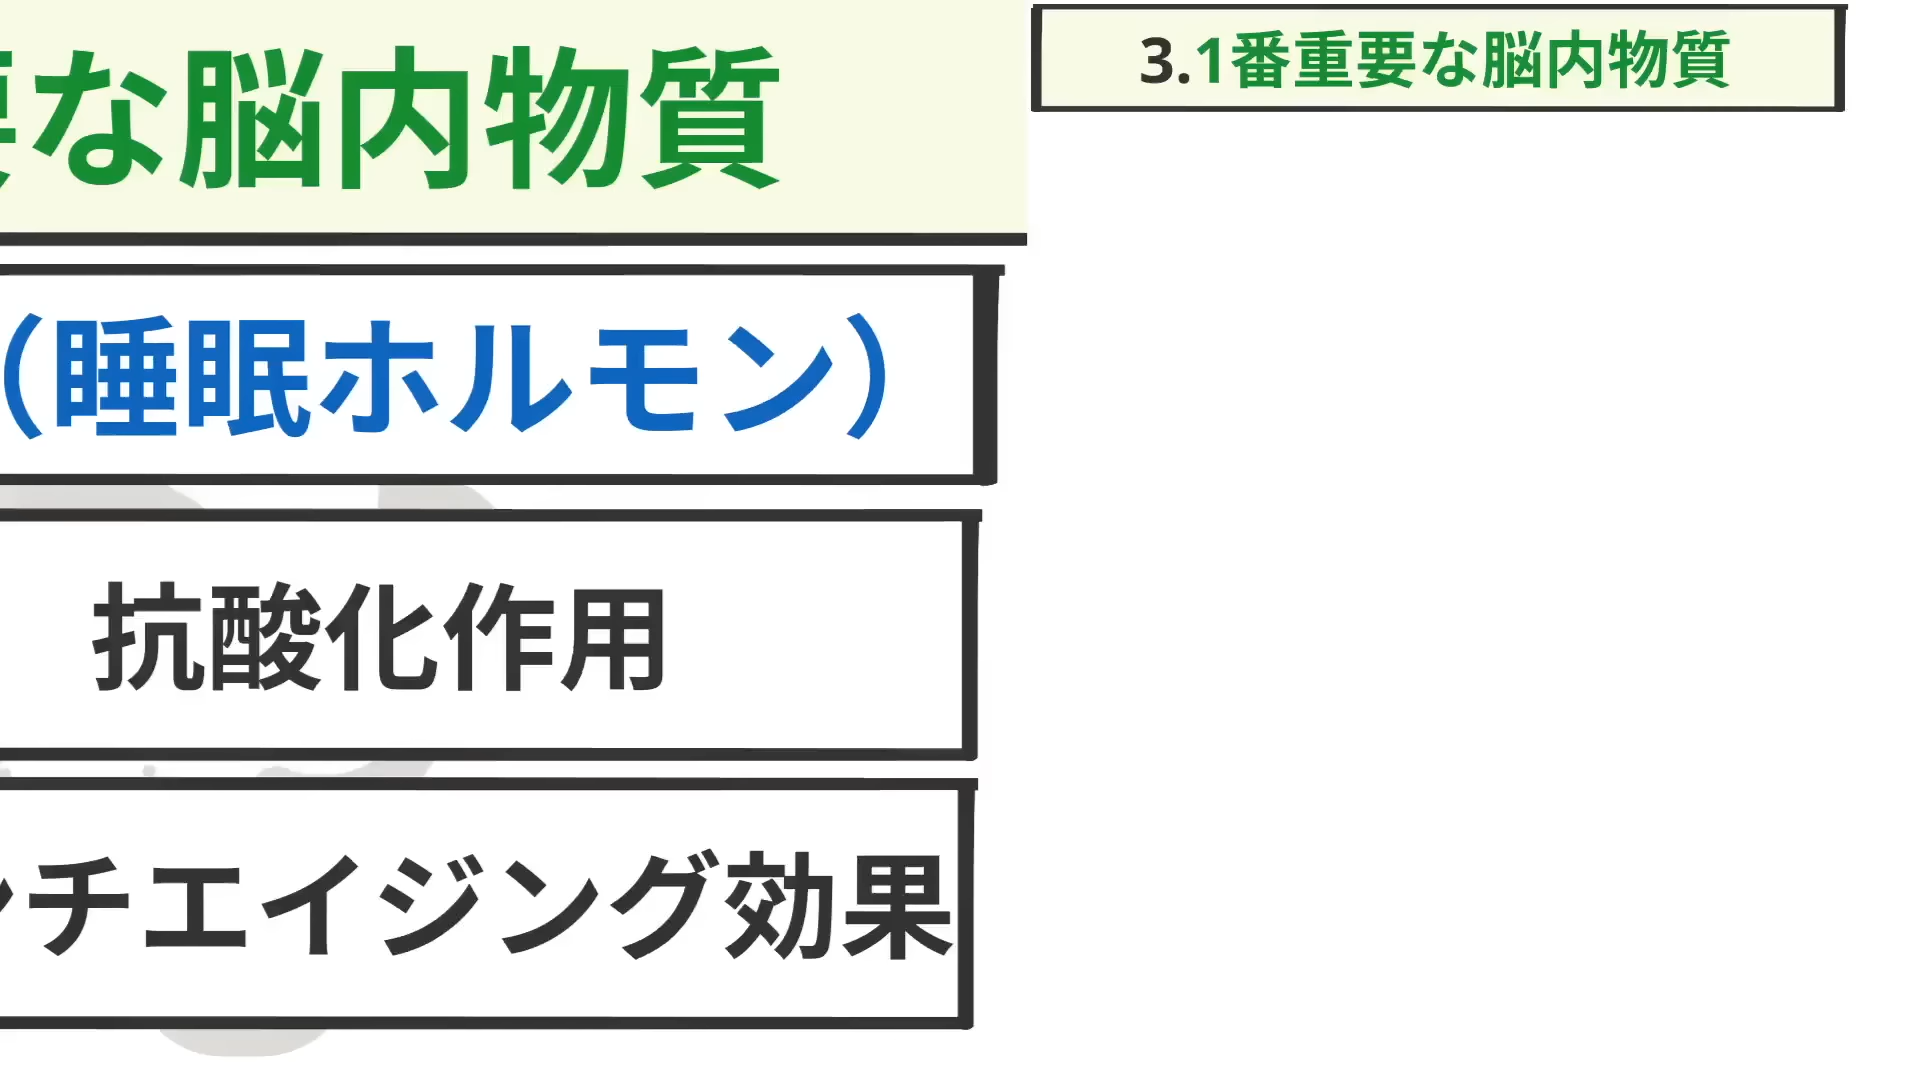 な脳内物質
(睡眠ホルモン)
抗酸化作用
チエイジング効果
3.1番重要な脳内物質